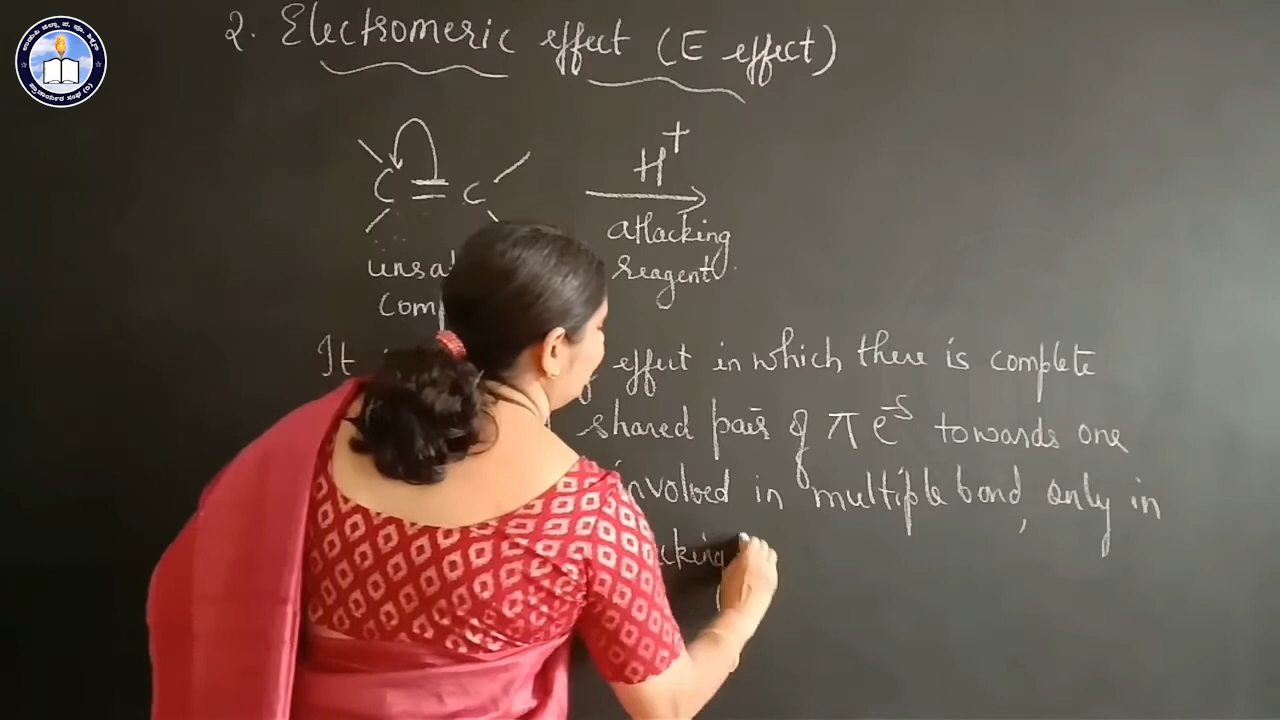 2. Electromeric effect (E effect)
C = C
H+
attacking
reagent.
unsa
Comp
It effect in which there is complete
shared pair of π e-s towards one
involved in multiple bond, only in
cking